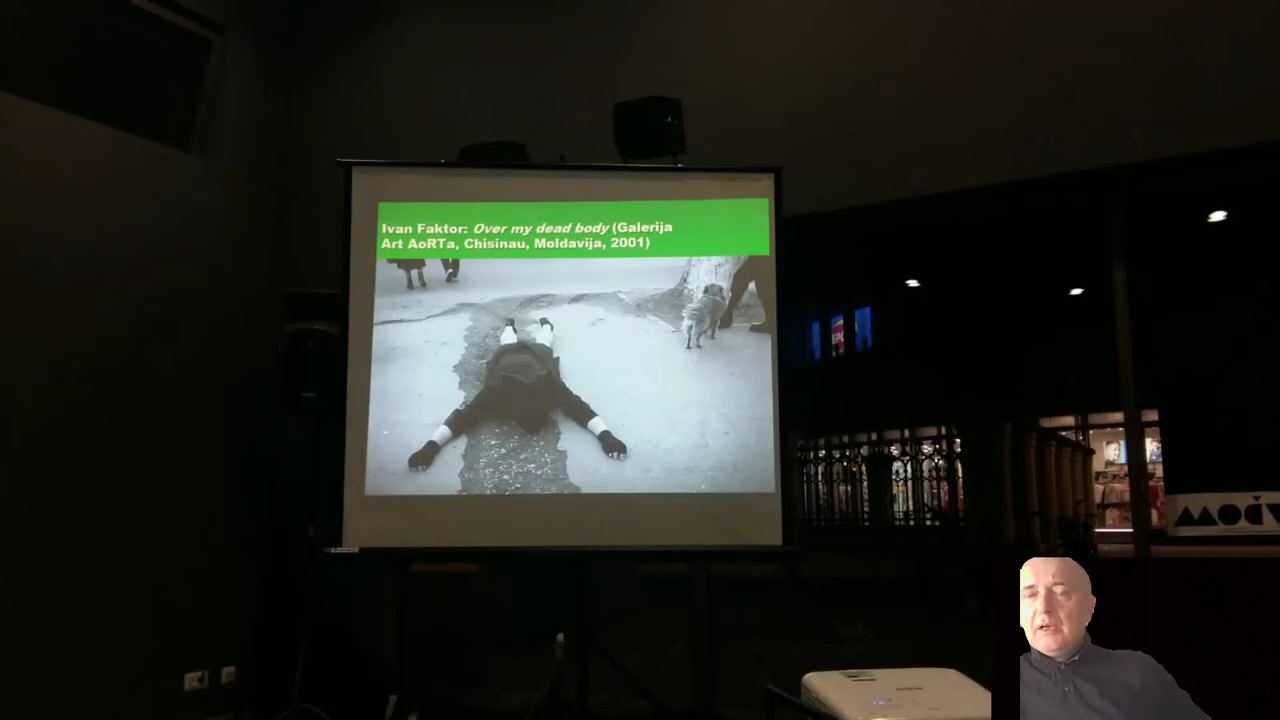 Ivan Faktor: Over my dead body (Galerija
Art AoRTa, Chisinau, Moldavija, 2001)